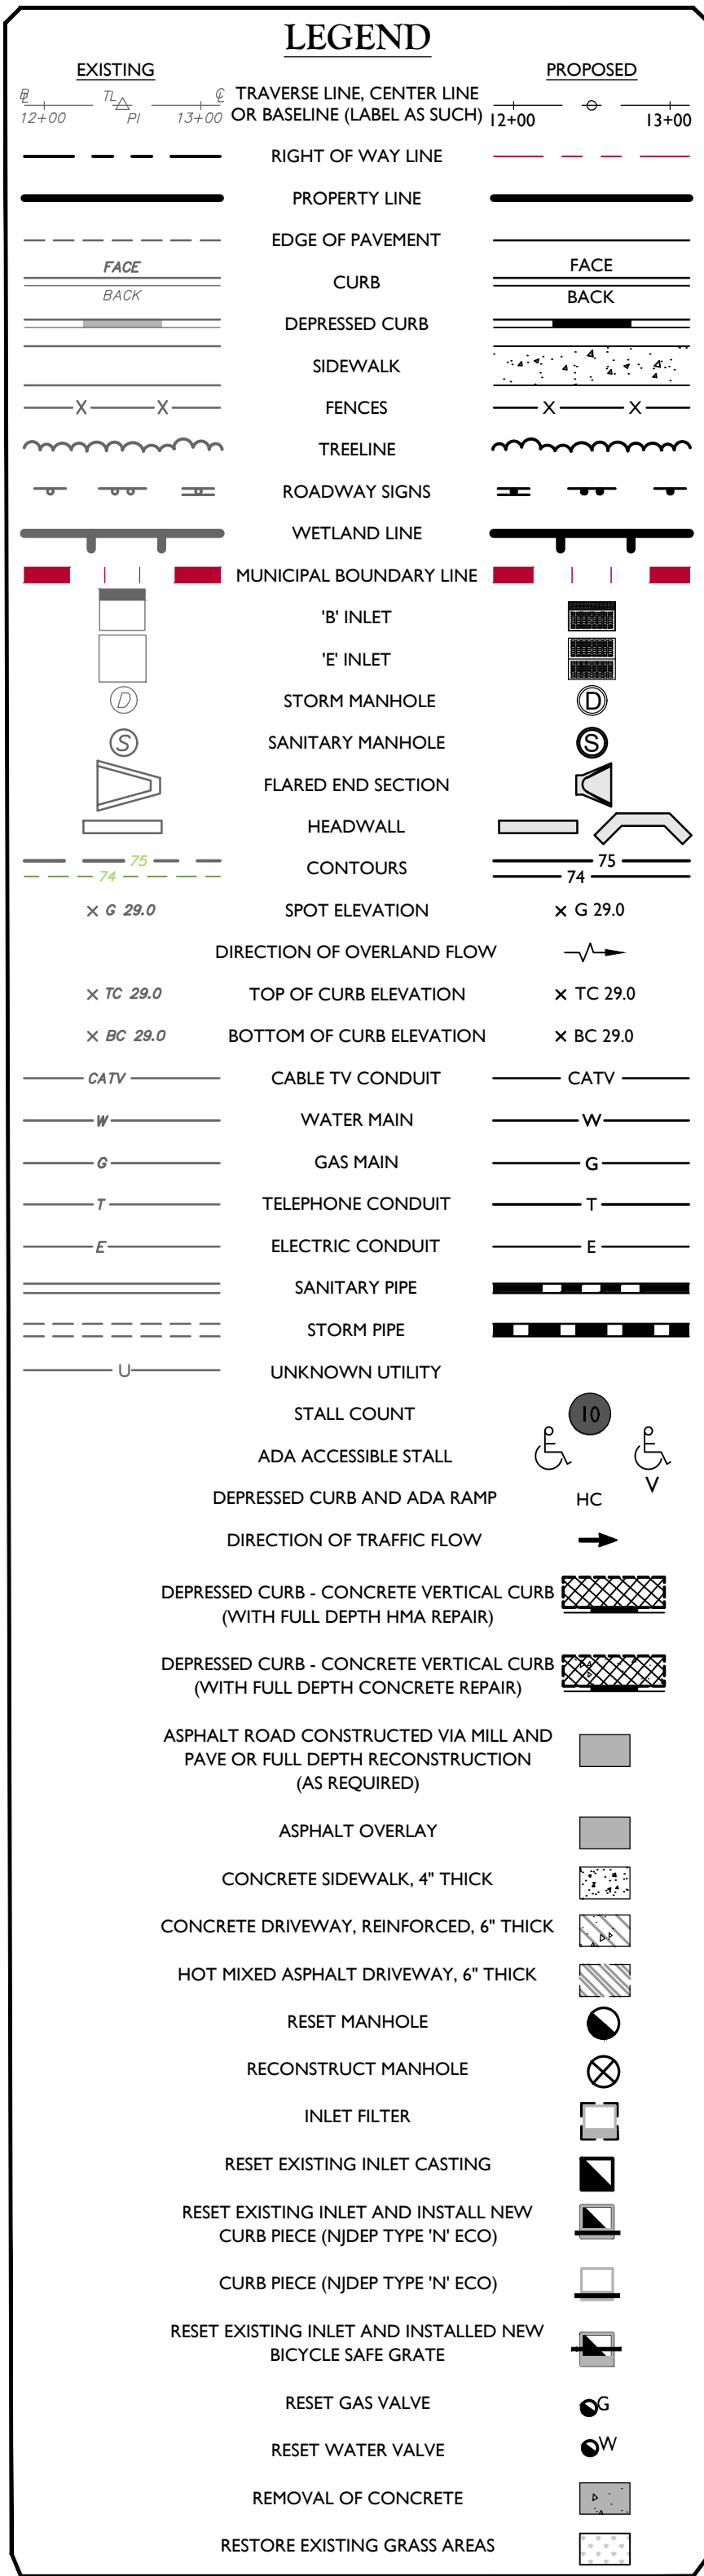 LEGEND
EXISTING
PROPOSED
BL TL CL TRAVERSE LINE, CENTER LINE
12+00 PI 13+00 OR BASELINE (LABEL AS SUCH) 12+00 13+00
RIGHT OF WAY LINE
PROPERTY LINE
EDGE OF PAVEMENT
FACE FACE
CURB
BACK BACK
DEPRESSED CURB
SIDEWALK
X X FENCES X X
TREELINE
ROADWAY SIGNS
WETLAND LINE
MUNICIPAL BOUNDARY LINE
'B' INLET
'E' INLET
D STORM MANHOLE D
S SANITARY MANHOLE S
FLARED END SECTION
HEADWALL
75 75
CONTOURS
74 74
× G 29.0 SPOT ELEVATION × G 29.0
DIRECTION OF OVERLAND FLOW
× TC 29.0 TOP OF CURB ELEVATION × TC 29.0
× BC 29.0 BOTTOM OF CURB ELEVATION × BC 29.0
CATV CABLE TV CONDUIT CATV
W WATER MAIN W
G GAS MAIN G
T TELEPHONE CONDUIT T
E ELECTRIC CONDUIT E
SANITARY PIPE
STORM PIPE
U UNKNOWN UTILITY
STALL COUNT 10
ADA ACCESSIBLE STALL
V
DEPRESSED CURB AND ADA RAMP HC
DIRECTION OF TRAFFIC FLOW
DEPRESSED CURB - CONCRETE VERTICAL CURB
(WITH FULL DEPTH HMA REPAIR)
DEPRESSED CURB - CONCRETE VERTICAL CURB
(WITH FULL DEPTH CONCRETE REPAIR)
ASPHALT ROAD CONSTRUCTED VIA MILL AND
PAVE OR FULL DEPTH RECONSTRUCTION
(AS REQUIRED)
ASPHALT OVERLAY
CONCRETE SIDEWALK, 4" THICK
CONCRETE DRIVEWAY, REINFORCED, 6" THICK
HOT MIXED ASPHALT DRIVEWAY, 6" THICK
RESET MANHOLE
RECONSTRUCT MANHOLE
INLET FILTER
RESET EXISTING INLET CASTING
RESET EXISTING INLET AND INSTALL NEW
CURB PIECE (NJDEP TYPE 'N' ECO)
CURB PIECE (NJDEP TYPE 'N' ECO)
RESET EXISTING INLET AND INSTALLED NEW
BICYCLE SAFE GRATE
RESET GAS VALVE G
RESET WATER VALVE W
REMOVAL OF CONCRETE
RESTORE EXISTING GRASS AREAS